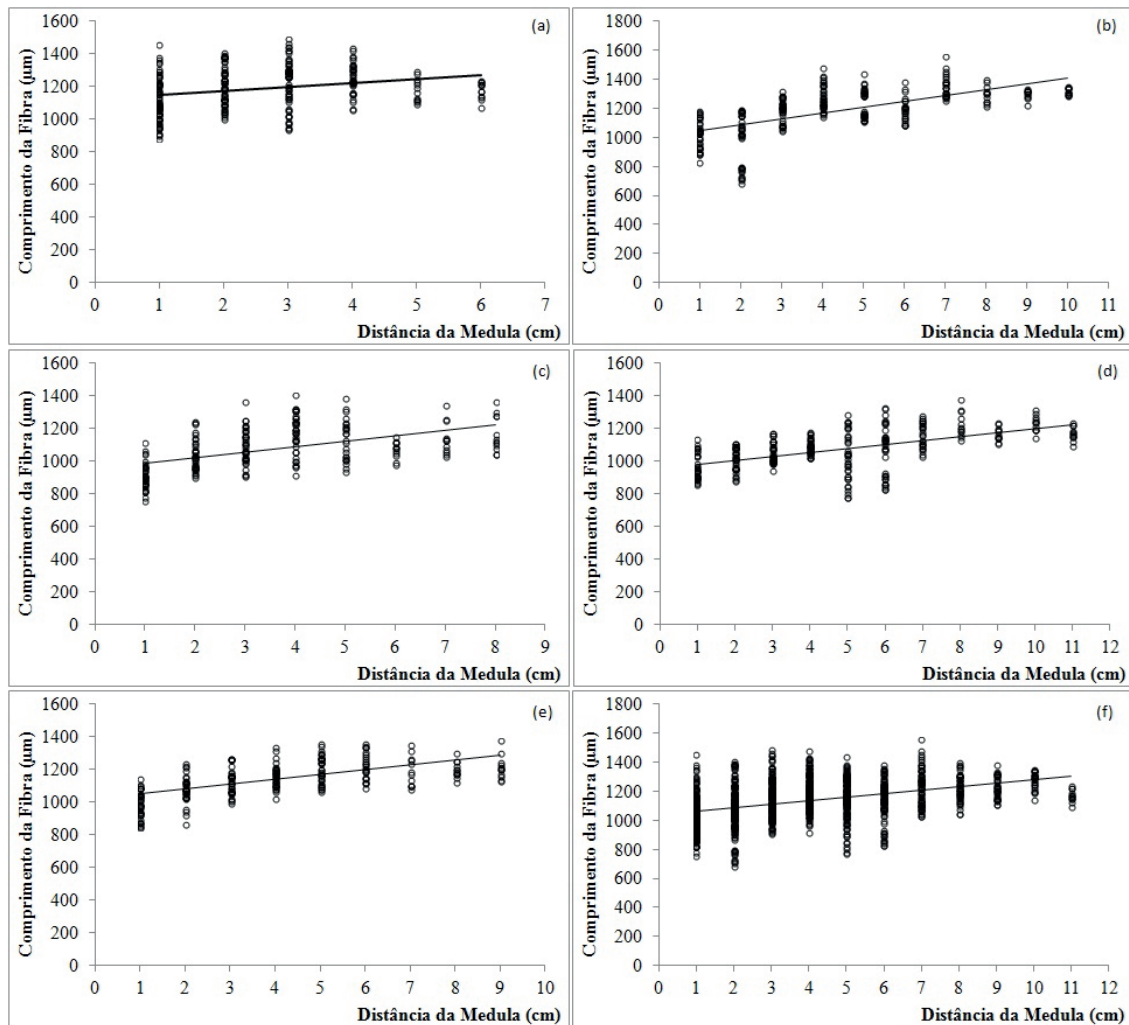 (a)
Comprimento da Fibra (µm)
1600
1400
1200
1000
800
600
400
200
0
0 1 2 3 4 5 6 7
Distância da Medula (cm)
(b)
Comprimento da Fibra (µm)
1800
1600
1400
1200
1000
800
600
400
200
0
0 1 2 3 4 5 6 7 8 9 10 11
Distância da Medula (cm)
(c)
Comprimento da Fibra (µm)
1600
1400
1200
1000
800
600
400
200
0
0 1 2 3 4 5 6 7 8 9
Distância da Medula (cm)
(d)
Comprimento da Fibra (µm)
1600
1400
1200
1000
800
600
400
200
0
0 1 2 3 4 5 6 7 8 9 10 11 12
Distância da Medula (cm)
(e)
Comprimento da Fibra (µm)
1600
1400
1200
1000
800
600
400
200
0
0 1 2 3 4 5 6 7 8 9 10
Distância da Medula (cm)
(f)
Comprimento da Fibra (µm)
1800
1600
1400
1200
1000
800
600
400
200
0
0 1 2 3 4 5 6 7 8 9 10 11 12
Distância da Medula (cm)